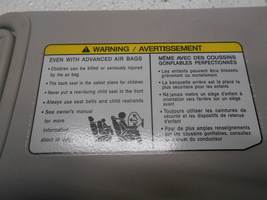 WARNING / AVERTISSEMENT
EVEN WITH ADVANCED AIR BAGS
• Children can be killed or seriously injured
by the air bag
• The back seat is the safest place for children
• Never put a rear-facing child seat in the front
• Always use seat belts and child restraints
• See owner's manual
for more
information
about air bags
MÊME AVEC DES COUSSINS
GONFLABLES PERFECTIONNÉS
• Les enfants peuvent être blessés
grièvement ou mortellement
• La banquette arrière est la place la
plus sécuritaire pour les enfants
• Ne jamais mettre un siège d'enfant à
orientation vers l'arrière sur un siège
avant
• Toujours utiliser les ceintures de
sécurité et les dispositifs de retenue
d'enfant
• Pour de plus amples renseignements
sur les coussins gonflables, consultez